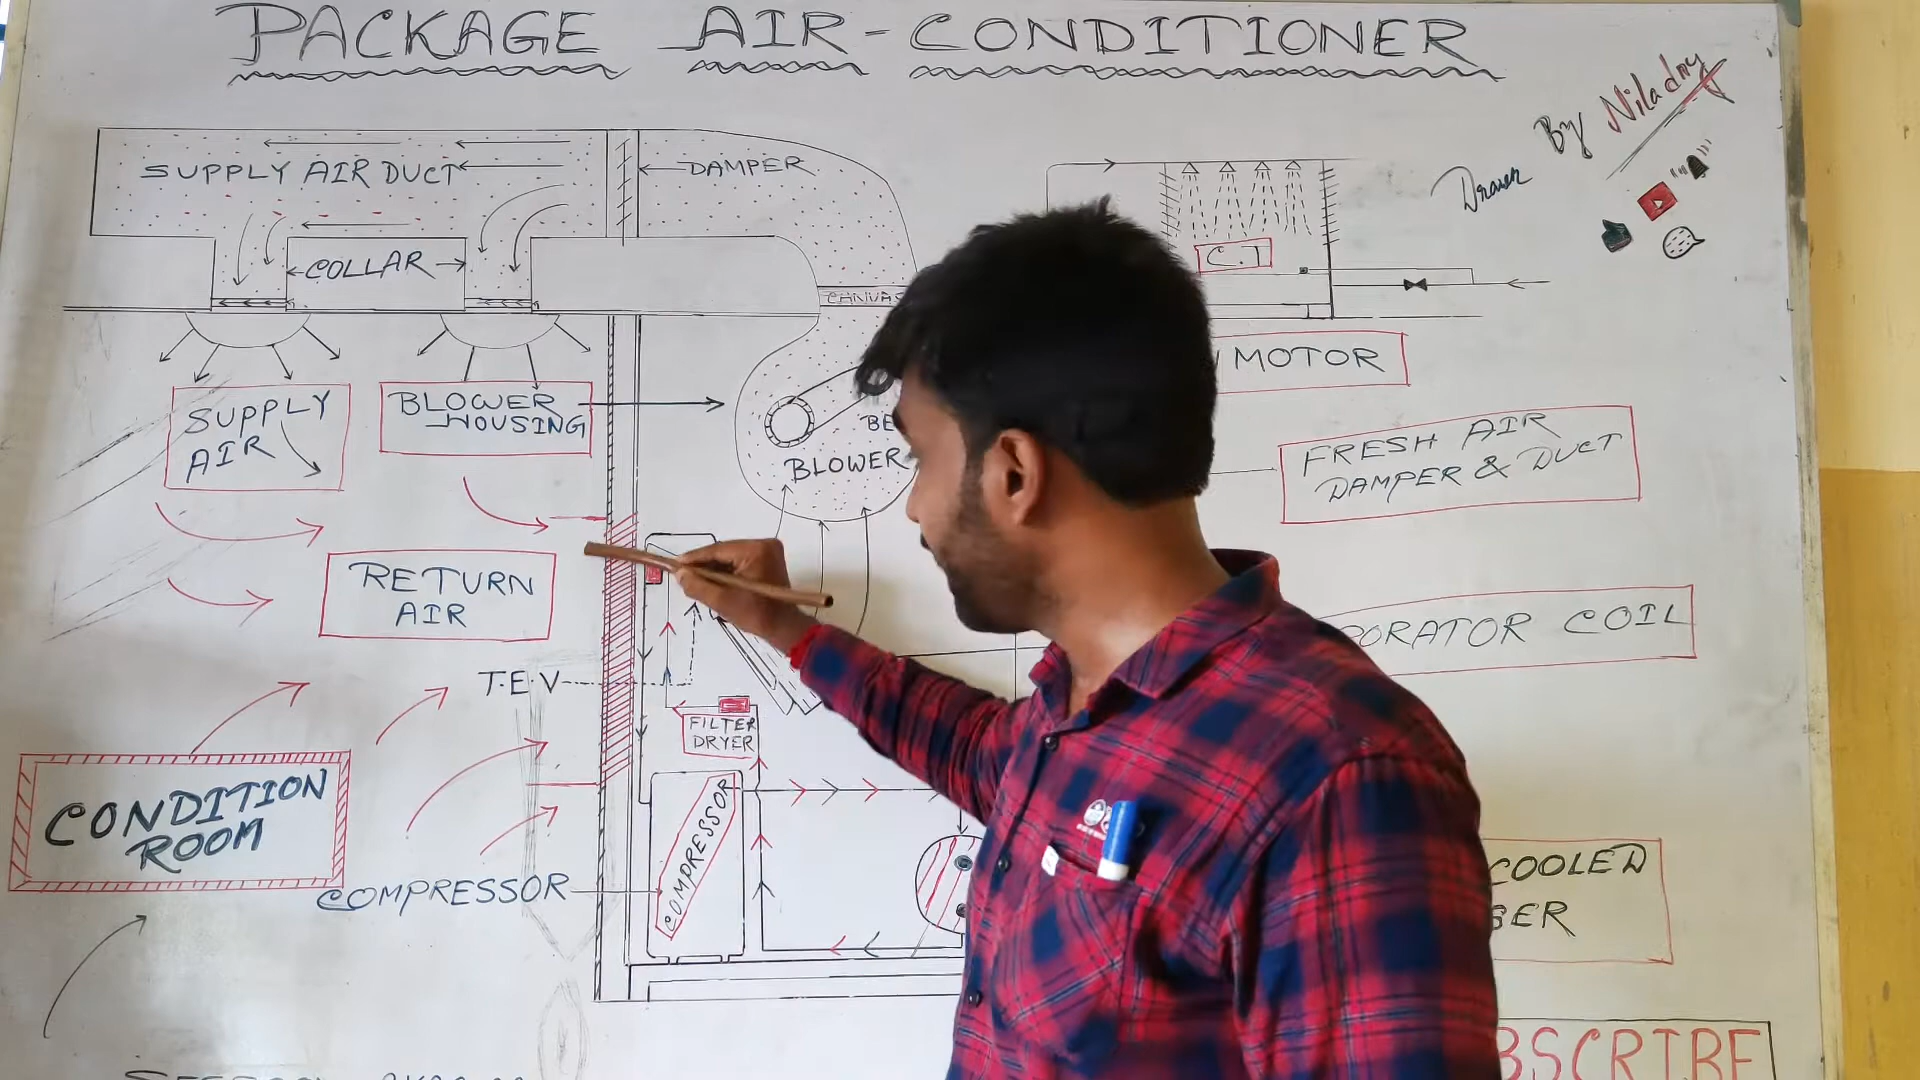 PACKAGE AIR-CONDITIONER
By Niladry
Drawn
SUPPLY AIR DUCT
DAMPER
COLLAR
CANVAS
C.T
MOTOR
SUPPLY
AIR
BLOWER
HOUSING
BE
BLOWER
FRESH AIR
DAMPER & DUCT
RETURN
AIR
ORATOR COIL
T.E.V
FILTER
DRYER
CONDITION
ROOM
COMPRESSOR
COMPRESSOR
COOLED
SER
BSCRIBE